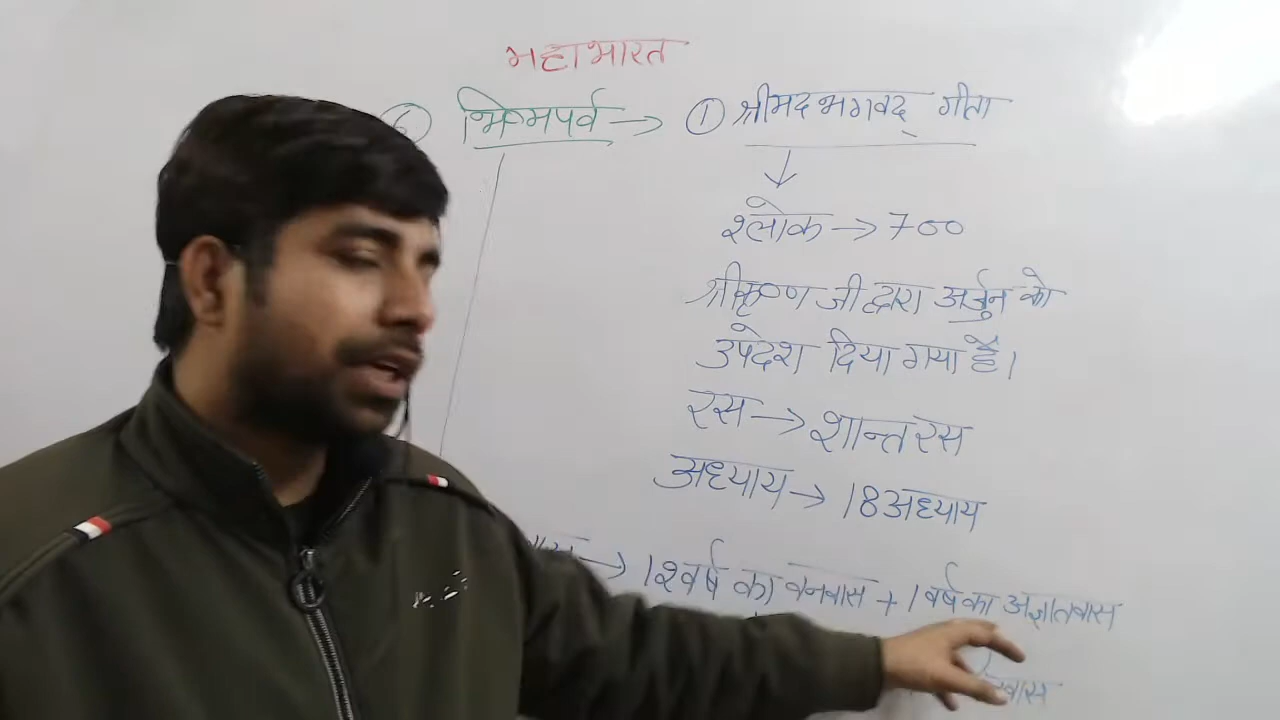 महाभारत
⑥ भिष्मपर्व → ① श्रीमद भगवद् गीता
श्लोक → 700
श्रीकृष्ण जी द्वारा अर्जुन को
उपदेश दिया गया है।
रस → शान्त रस
अध्याय → 18 अध्याय
→ 12 वर्ष का वनवास + 1 वर्ष का अज्ञातवास